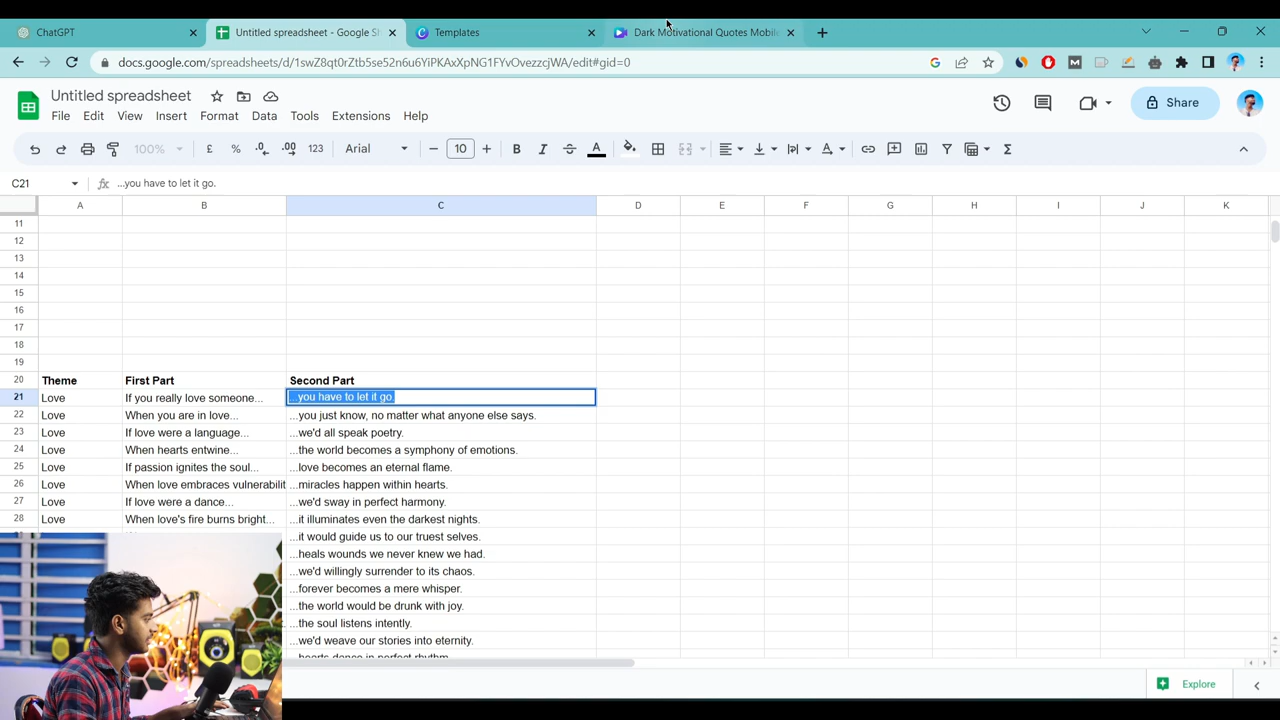 ChatGPT
Untitled spreadsheet - Google Sh
Templates
Dark Motivational Quotes Mobile
docs.google.com/spreadsheets/d/1swZ8qt0rZtb5se52n6u6YiPKAxXpNG1FYvOvezzcjWA/edit#gid=0
Untitled spreadsheet
File Edit View Insert Format Data Tools Extensions Help
Share
100% £ % .0 .00 123 Arial 10 B I S A
C21 fx ...you have to let it go.
A B C D E F G H I J K
11
12
13
14
15
16
17
18
19
20 Theme First Part Second Part
21 Love If you really love someone... ...you have to let it go.
22 Love When you are in love... ...you just know, no matter what anyone else says.
23 Love If love were a language... ...we'd all speak poetry.
24 Love When hearts entwine... ...the world becomes a symphony of emotions.
25 Love If passion ignites the soul... ...love becomes an eternal flame.
26 Love When love embraces vulnerabilit ...miracles happen within hearts.
27 Love If love were a dance... ...we'd sway in perfect harmony.
28 Love When love's fire burns bright... ...it illuminates even the darkest nights.
...it would guide us to our truest selves.
...heals wounds we never knew we had.
...we'd willingly surrender to its chaos.
...forever becomes a mere whisper.
...the world would be drunk with joy.
...the soul listens intently.
...we'd weave our stories into eternity.
...hearts dance in perfect rhythm.
Explore